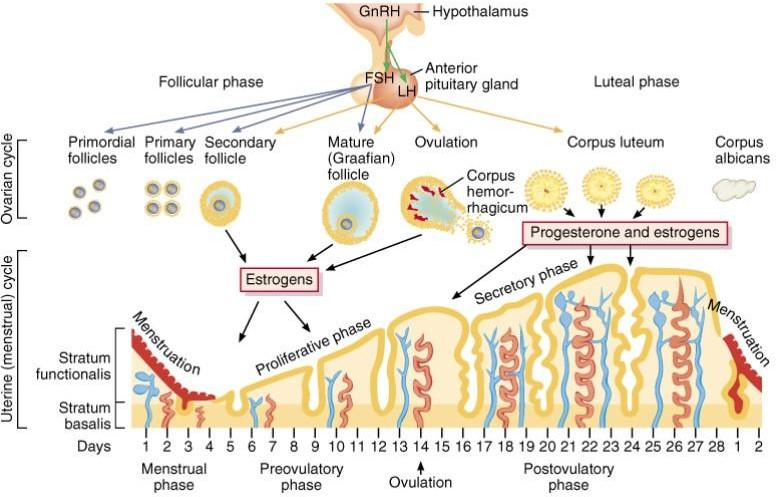 GnRH
Hypothalamus
Follicular phase
FSH
LH
Anterior
pituitary gland
Luteal phase
Ovarian cycle
Primordial
follicles
Primary
follicles
Secondary
follicle
Mature
(Graafian)
follicle
Ovulation
Corpus
hemor-
rhagicum
Corpus luteum
Corpus
albicans
Progesterone and estrogens
Estrogens
Uterine (menstrual) cycle
Menstruation
Proliferative phase
Secretory phase
Menstruation
Stratum
functionalis
Stratum
basalis
Days 1 2 3 4 5 6 7 8 9 10 11 12 13 14 15 16 17 18 19 20 21 22 23 24 25 26 27 28 1 2
Menstrual
phase
Preovulatory
phase
Ovulation
Postovulatory
phase